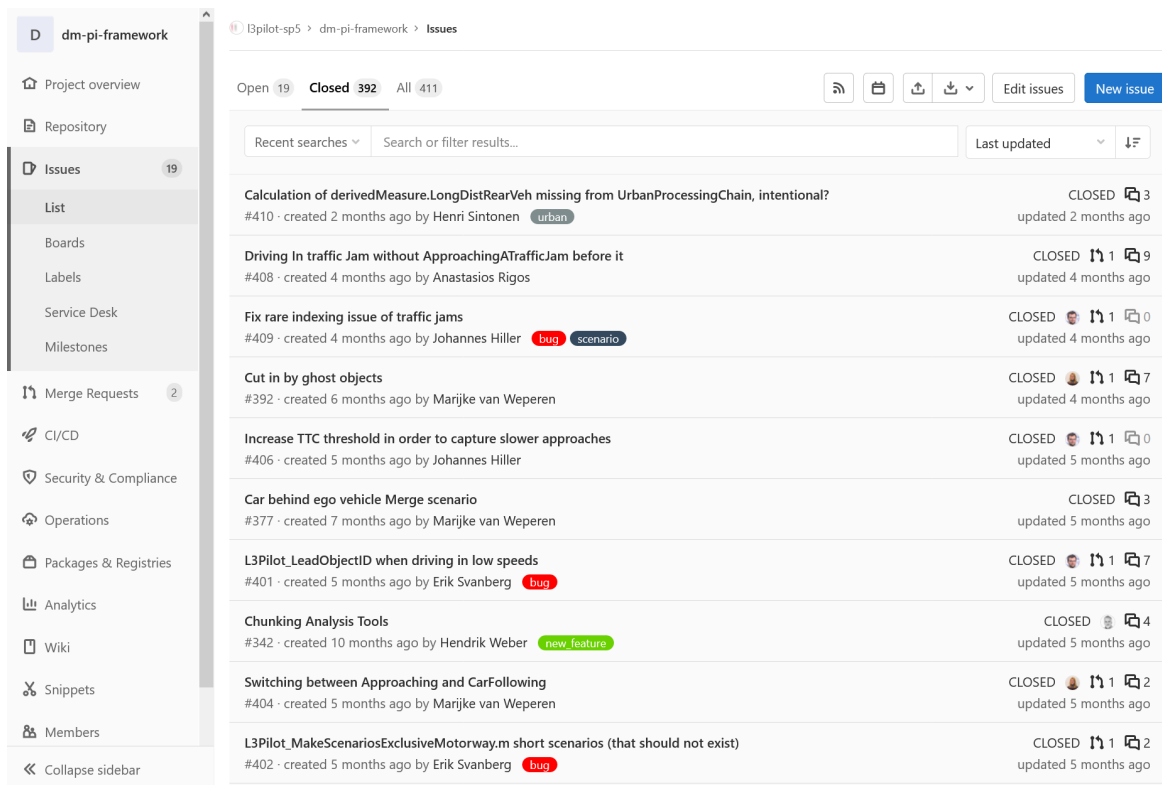 D dm-pi-framework
Project overview
Repository
Issues 19
List
Boards
Labels
Service Desk
Milestones
Merge Requests 2
CI/CD
Security & Compliance
Operations
Packages & Registries
Analytics
Wiki
Snippets
Members
Collapse sidebar
l3pilot-sp5 > dm-pi-framework > Issues
Open 19 Closed 392 All 411
Edit issues New issue
Recent searches Search or filter results... Last updated
Calculation of derivedMeasure.LongDistRearVeh missing from UrbanProcessingChain, intentional? CLOSED 3
#410 · created 2 months ago by Henri Sintonen urban updated 2 months ago
Driving In traffic Jam without ApproachingATrafficJam before it CLOSED 1 9
#408 · created 4 months ago by Anastasios Rigos updated 4 months ago
Fix rare indexing issue of traffic jams CLOSED 1 0
#409 · created 4 months ago by Johannes Hiller bug scenario updated 4 months ago
Cut in by ghost objects CLOSED 1 7
#392 · created 6 months ago by Marijke van Weperen updated 4 months ago
Increase TTC threshold in order to capture slower approaches CLOSED 1 0
#406 · created 5 months ago by Johannes Hiller updated 5 months ago
Car behind ego vehicle Merge scenario CLOSED 3
#377 · created 7 months ago by Marijke van Weperen updated 5 months ago
L3Pilot_LeadObjectID when driving in low speeds CLOSED 1 7
#401 · created 5 months ago by Erik Svanberg bug updated 5 months ago
Chunking Analysis Tools CLOSED 4
#342 · created 10 months ago by Hendrik Weber new_feature updated 5 months ago
Switching between Approaching and CarFollowing CLOSED 1 2
#404 · created 5 months ago by Marijke van Weperen updated 5 months ago
L3Pilot_MakeScenariosExclusiveMotorway.m short scenarios (that should not exist) CLOSED 1 2
#402 · created 5 months ago by Erik Svanberg bug updated 5 months ago